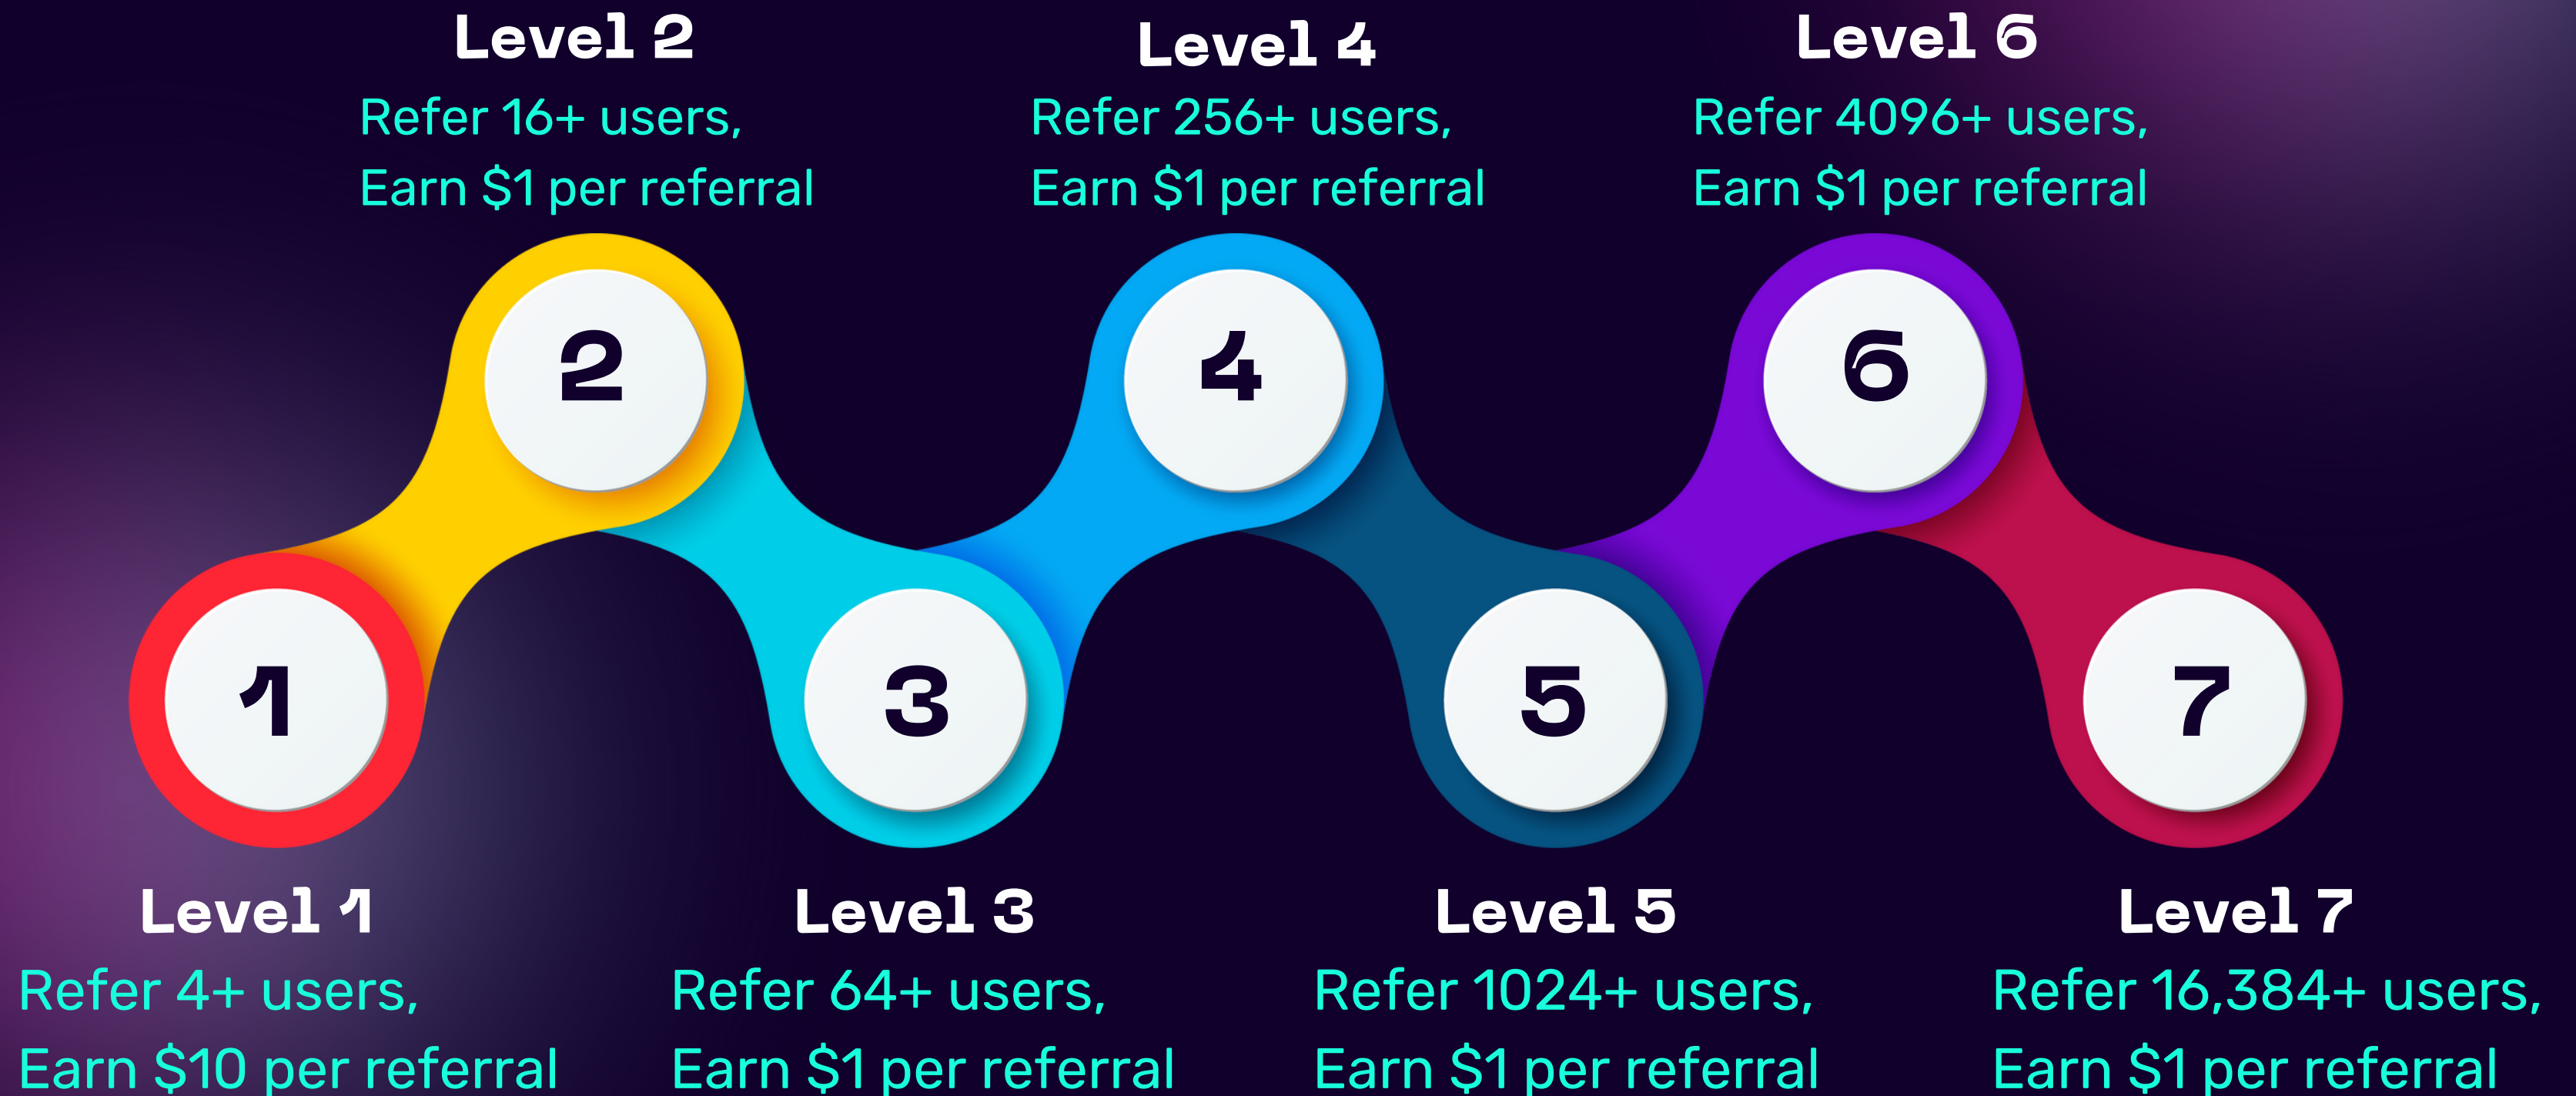 Level 2
Refer 16+ users,
Earn $1 per referral
Level 4
Refer 256+ users,
Earn $1 per referral
Level 6
Refer 4096+ users,
Earn $1 per referral
2
4
6
1
3
5
7
Level 1
Refer 4+ users,
Earn $10 per referral
Level 3
Refer 64+ users,
Earn $1 per referral
Level 5
Refer 1024+ users,
Earn $1 per referral
Level 7
Refer 16,384+ users,
Earn $1 per referral